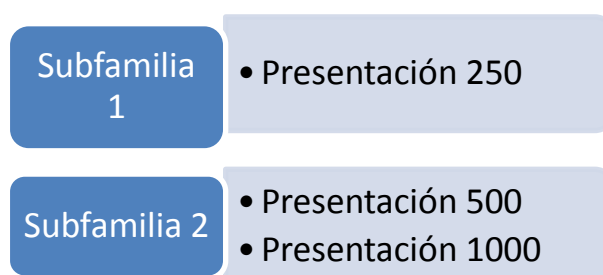 Subfamilia
1
• Presentación 250
Subfamilia 2
• Presentación 500
• Presentación 1000